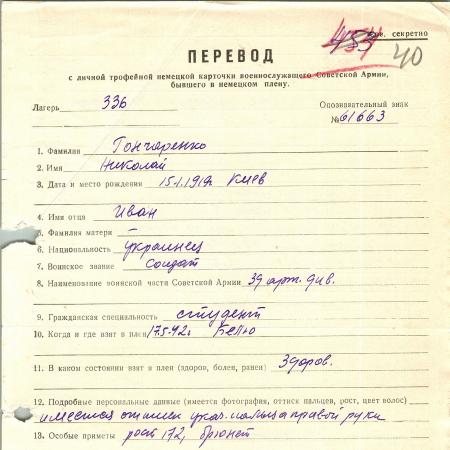 Сов. секретно
454 40
ПЕРЕВОД
с личной трофейной немецкой карточки военнослужащего Советской Армии,
бывшего в немецком плену.
Лагерь 336 Опознавательный знак
№ 61663
1. Фамилия Гончаренко
2. Имя Николай
3. Дата и место рождения 15.1.919г Киев
4. Имя отца Иван
5. Фамилия матери –
6. Национальность украинец
7. Воинское звание Солдат
8. Наименование воинской части Советской Армии 39 арт. див.
9. Гражданская специальность студент
10. Когда и где взят в плен 17.5.42г
11. В каком состоянии взят в плен (здоров, болен, ранен) Здоров.
12. Подробные персональные данные (имеется фотография, оттиск пальцев, рост, цвет волос)
имеется оттиск указ. пальца правой руки
13. Особые приметы рост 172, брюнет